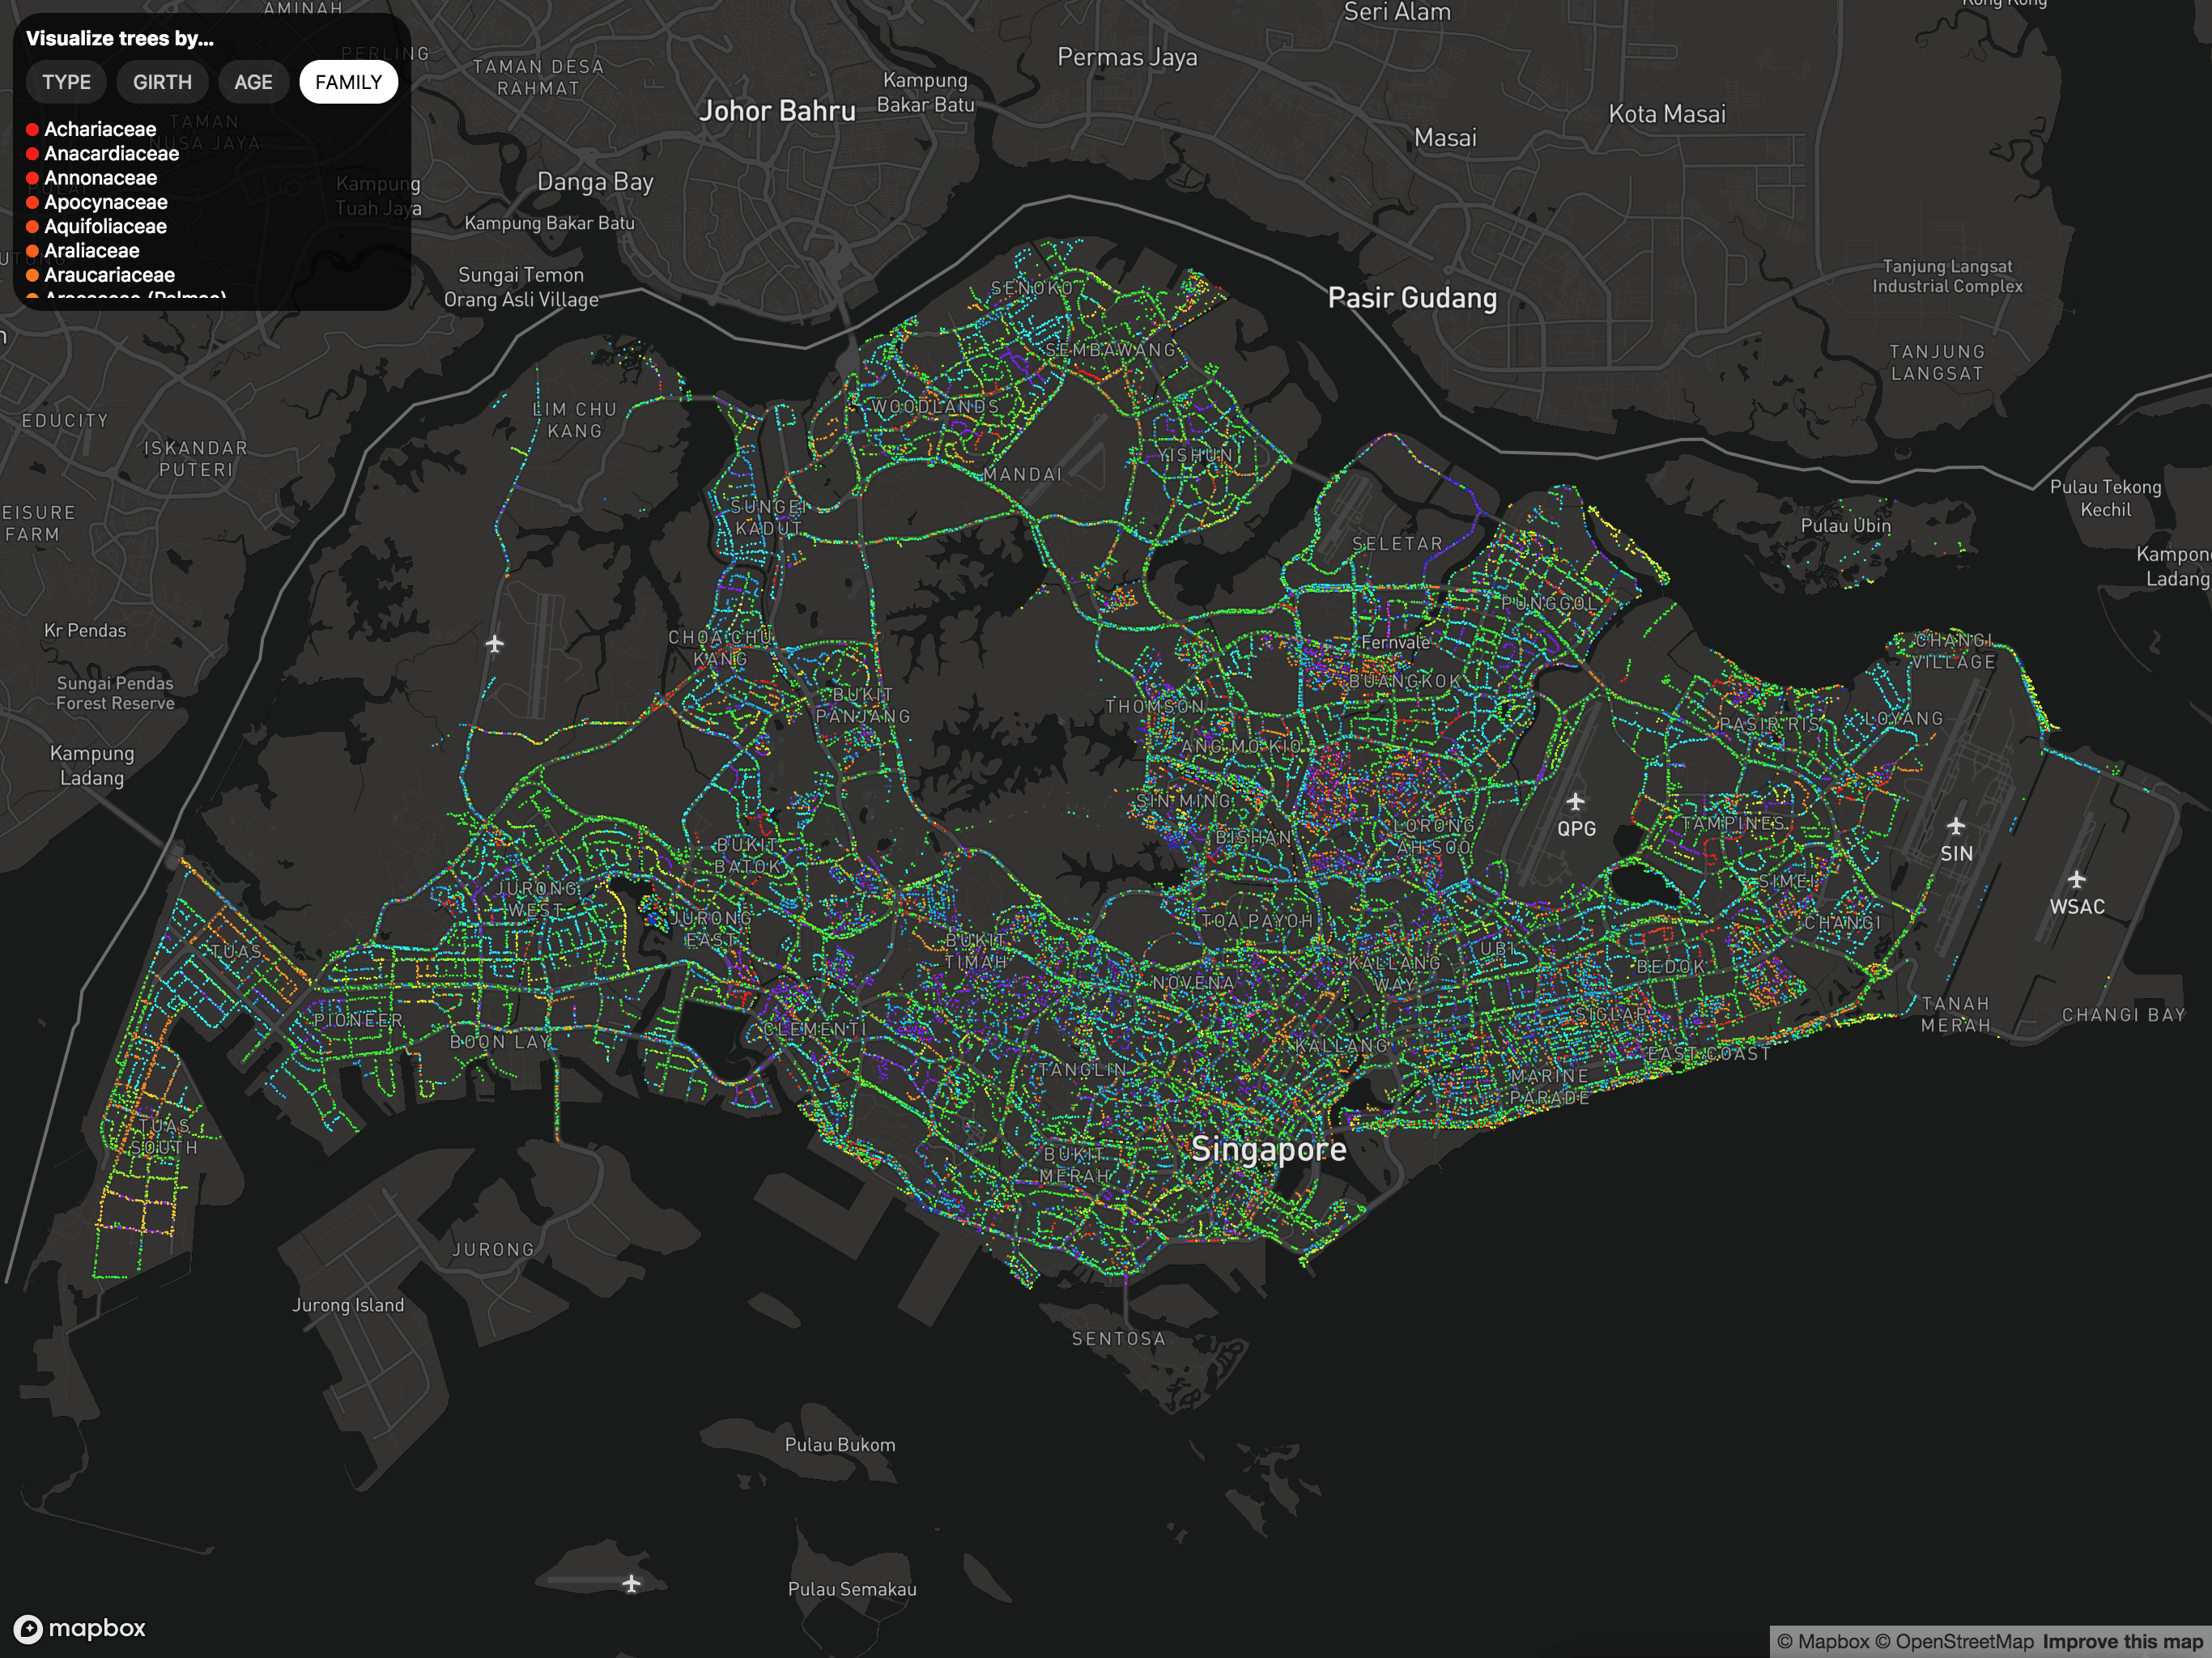 Visualize trees by...
TYPE GIRTH AGE FAMILY
Achariaceae
Anacardiaceae
Annonaceae
Apocynaceae
Aquifoliaceae
Araliaceae
Araucariaceae
Arecaceae (Palmae)
AMINAH
PERLING
TAMAN
NUSA JAYA
Kampung
Tuah Jaya
TAMAN DESA
RAHMAT
Kampung
Bakar Batu
Johor Bahru
Danga Bay
Kampung Bakar Batu
Sungai Temon
Orang Asli Village
Seri Alam
Permas Jaya
Masai
Kota Masai
Pasir Gudang
Tanjung Langsat
Industrial Complex
TANJUNG
LANGSAT
EDUCITY
ISKANDAR
PUTERI
EISURE
FARM
LIM CHU
KANG
SENOKO
SEMBAWANG
WOODLANDS
MANDAI
YISHUN
SUNGEI
KADUT
SELETAR
PUNGGOL
Pulau Ubin
Pulau Tekong
Kechil
Kampong
Ladang
Kr Pendas
Sungai Pendas
Forest Reserve
Kampung
Ladang
CHOA CHU
KANG
BUKIT
PANJANG
Fernvale
BUANGKOK
THOMSON
ANG MO KIO
SIN MING
BISHAN
LORONG
AH SOO
QPG
CHANGI
VILLAGE
PASIR RIS
LOYANG
TAMPINES
SIN
WSAC
SIMEI
CHANGI
BUKIT
BATOK
JURONG
WEST
JURONG
EAST
TUAS
PIONEER
BOON LAY
CLEMENTI
BUKIT
TIMAH
TOA PAYOH
NOVENA
KALLANG
WAY
UBI
BEDOK
SIGLAP
KALLANG
TANGLIN
MARINE
PARADE
EAST COAST
TANAH
MERAH
CHANGI BAY
TUAS
SOUTH
Singapore
BUKIT
MERAH
JURONG
Jurong Island
SENTOSA
Pulau Bukom
Pulau Semakau
mapbox
© Mapbox © OpenStreetMap Improve this map